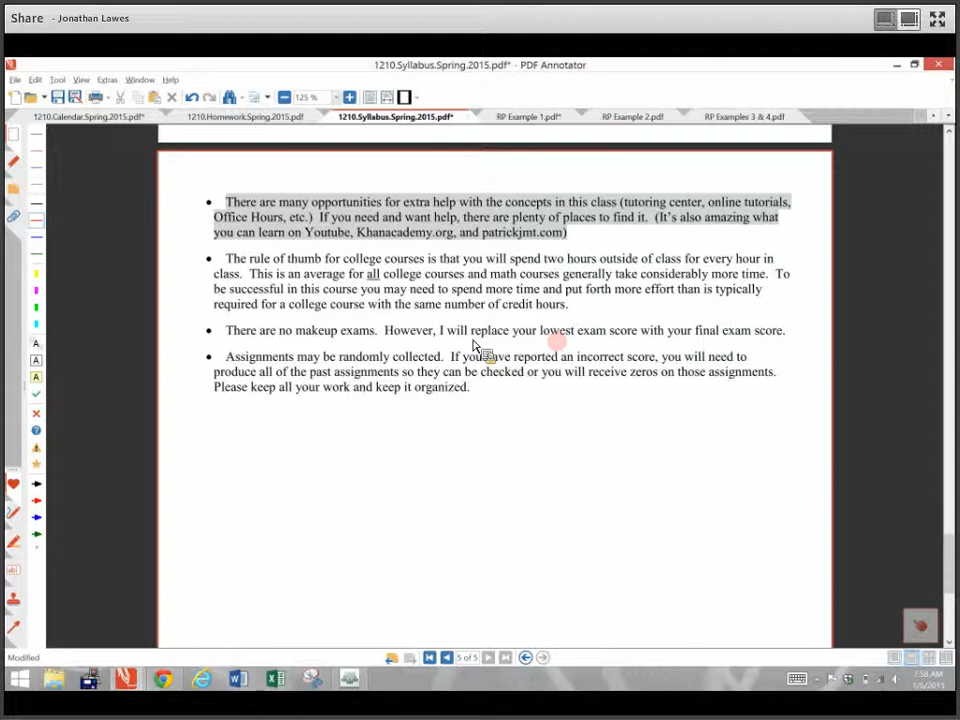 Share - Jonathan Lawes
1210.Syllabus.Spring.2015.pdf* - PDF Annotator
File Edit Tool View Extras Window Help
125 %
1210.Calendar.Spring.2015.pdf* 1210.Homework.Spring.2015.pdf 1210.Syllabus.Spring.2015.pdf* RP Example 1.pdf* RP Example 2.pdf RP Examples 3 & 4.pdf
• There are many opportunities for extra help with the concepts in this class (tutoring center, online tutorials,
Office Hours, etc.) If you need and want help, there are plenty of places to find it. (It's also amazing what
you can learn on Youtube, Khanacademy.org, and patrickjmt.com)
• The rule of thumb for college courses is that you will spend two hours outside of class for every hour in
class. This is an average for all college courses and math courses generally take considerably more time. To
be successful in this course you may need to spend more time and put forth more effort than is typically
required for a college course with the same number of credit hours.
• There are no makeup exams. However, I will replace your lowest exam score with your final exam score.
• Assignments may be randomly collected. If you have reported an incorrect score, you will need to
produce all of the past assignments so they can be checked or you will receive zeros on those assignments.
Please keep all your work and keep it organized.
Modified
5 of 5
7:58 AM
1/5/2015